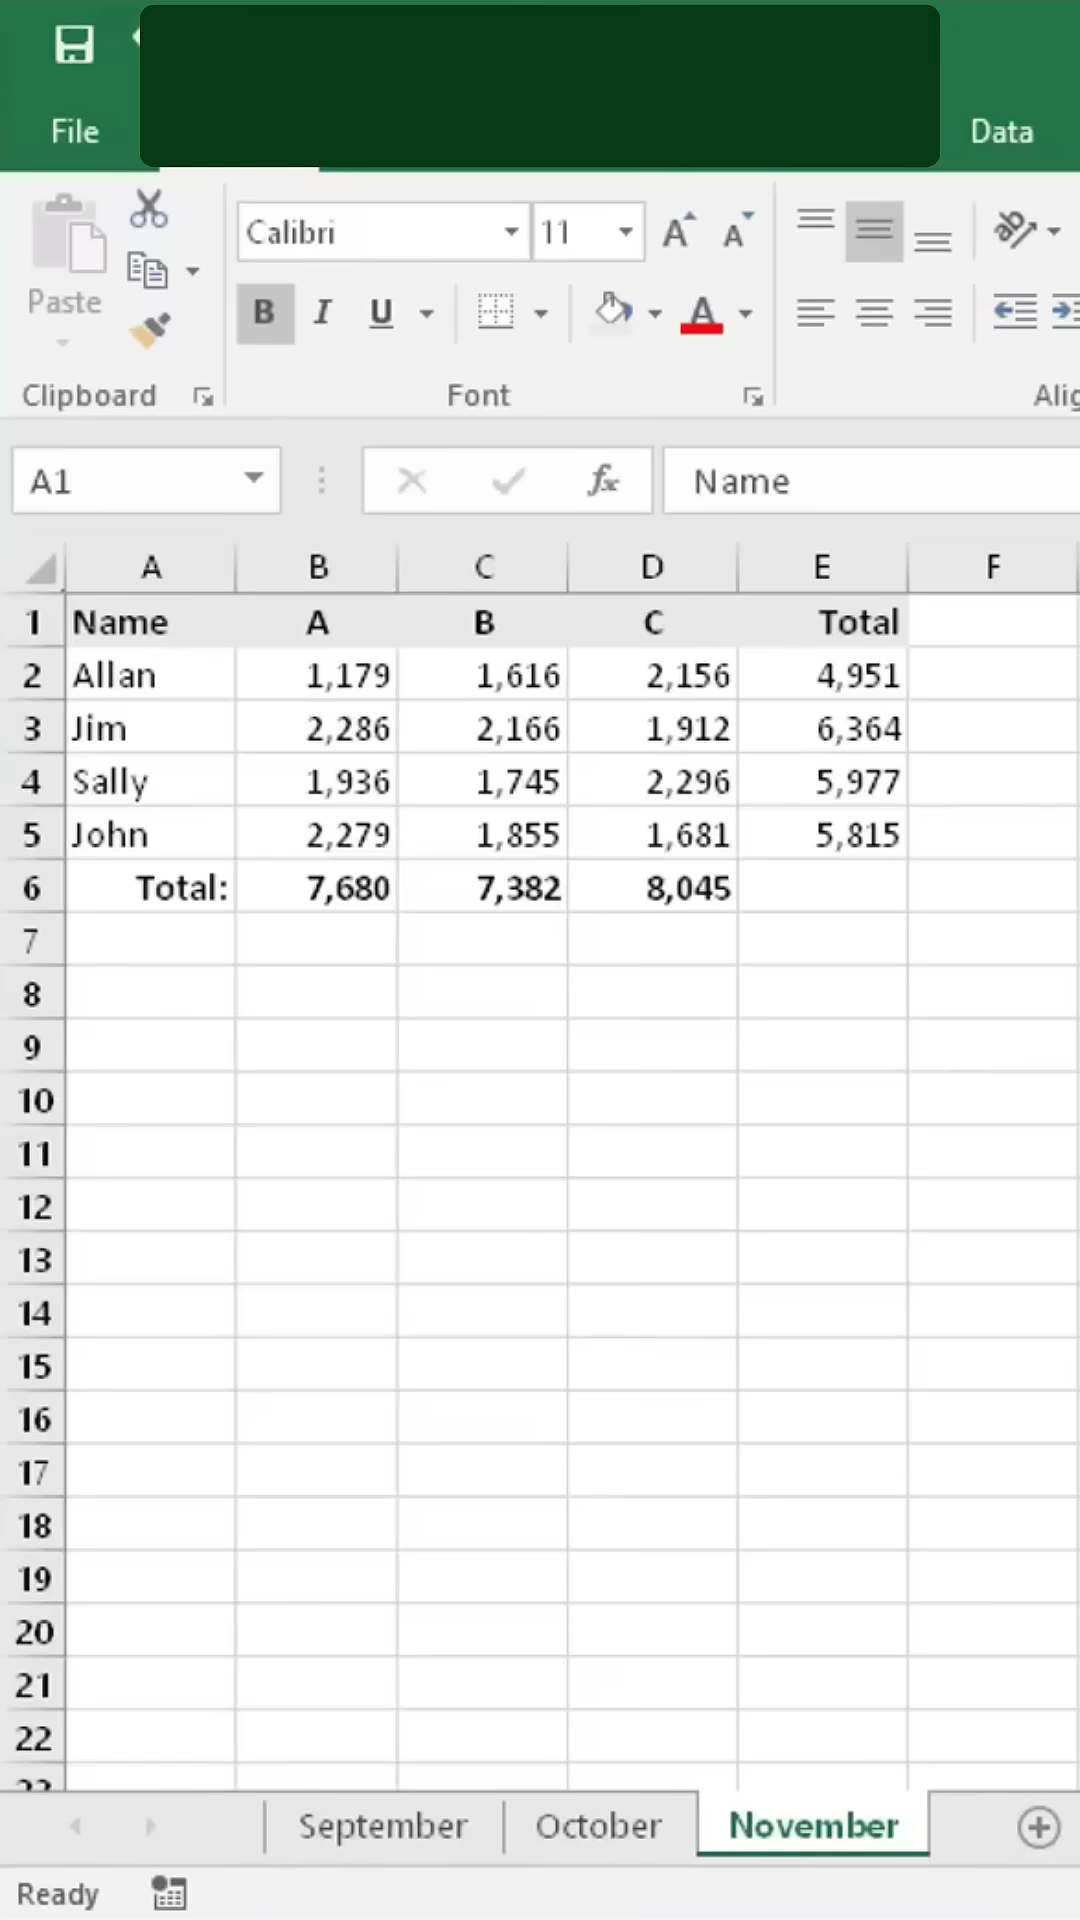 File Data
Paste
Calibri 11 A A ab
B I U A
Clipboard Font
A1 fx Name
A B C D E F
1 Name A B C Total
2 Allan 1,179 1,616 2,156 4,951
3 Jim 2,286 2,166 1,912 6,364
4 Sally 1,936 1,745 2,296 5,977
5 John 2,279 1,855 1,681 5,815
6 Total: 7,680 7,382 8,045
7
8
9
10
11
12
13
14
15
16
17
18
19
20
21
22
September October November
Ready